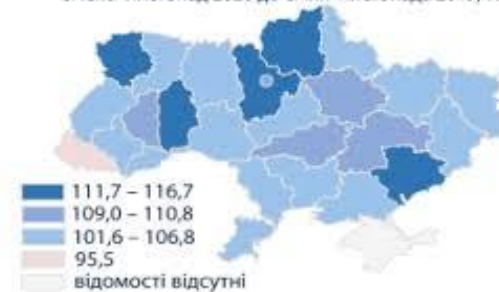 111,7 – 116,7
109,0 – 110,8
101,6 – 106,8
95,5
відомості відсутні